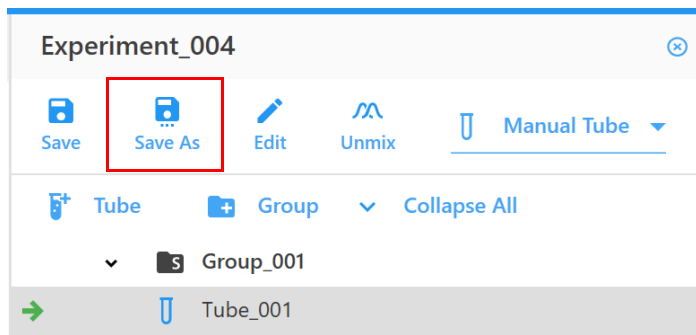 Experiment_004
Save Save As Edit Unmix Manual Tube
Tube Group Collapse All
S Group_001
Tube_001